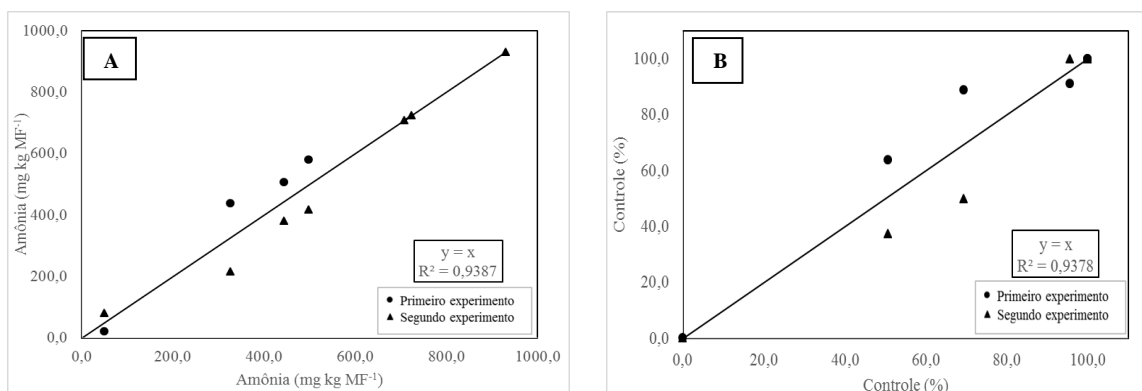 A
1000,0
800,0
600,0
400,0
200,0
0,0
Amônia (mg kg MF⁻¹)
y = x
R² = 0,9387
Primeiro experimento
Segundo experimento
0,0 200,0 400,0 600,0 800,0 1000,0
Amônia (mg kg MF⁻¹)
B
100,0
80,0
60,0
40,0
20,0
0,0
Controle (%)
y = x
R² = 0,9378
Primeiro experimento
Segundo experimento
0,0 20,0 40,0 60,0 80,0 100,0
Controle (%)